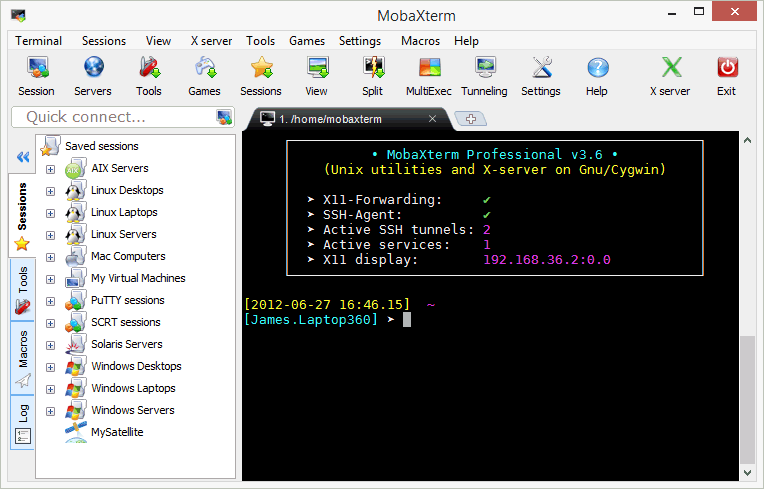 MobaXterm
Terminal Sessions View X server Tools Games Settings Macros Help
Session Servers Tools Games Sessions View Split MultiExec Tunneling Settings Help X server Exit
Quick connect...
1. /home/mobaxterm
Saved sessions
AIX Servers
Linux Desktops
Linux Laptops
Linux Servers
Mac Computers
My Virtual Machines
PuTTY sessions
SCRT sessions
Solaris Servers
Windows Desktops
Windows Laptops
Windows Servers
MySatellite
Sessions
Tools
Macros
Log
• MobaXterm Professional v3.6 •
(Unix utilities and X-server on Gnu/Cygwin)
➤ X11-Forwarding: ✔
➤ SSH-Agent: ✔
➤ Active SSH tunnels: 2
➤ Active services: 1
➤ X11 display: 192.168.36.2:0.0
[2012-06-27 16:46.15] ~
[James.Laptop360] ➤